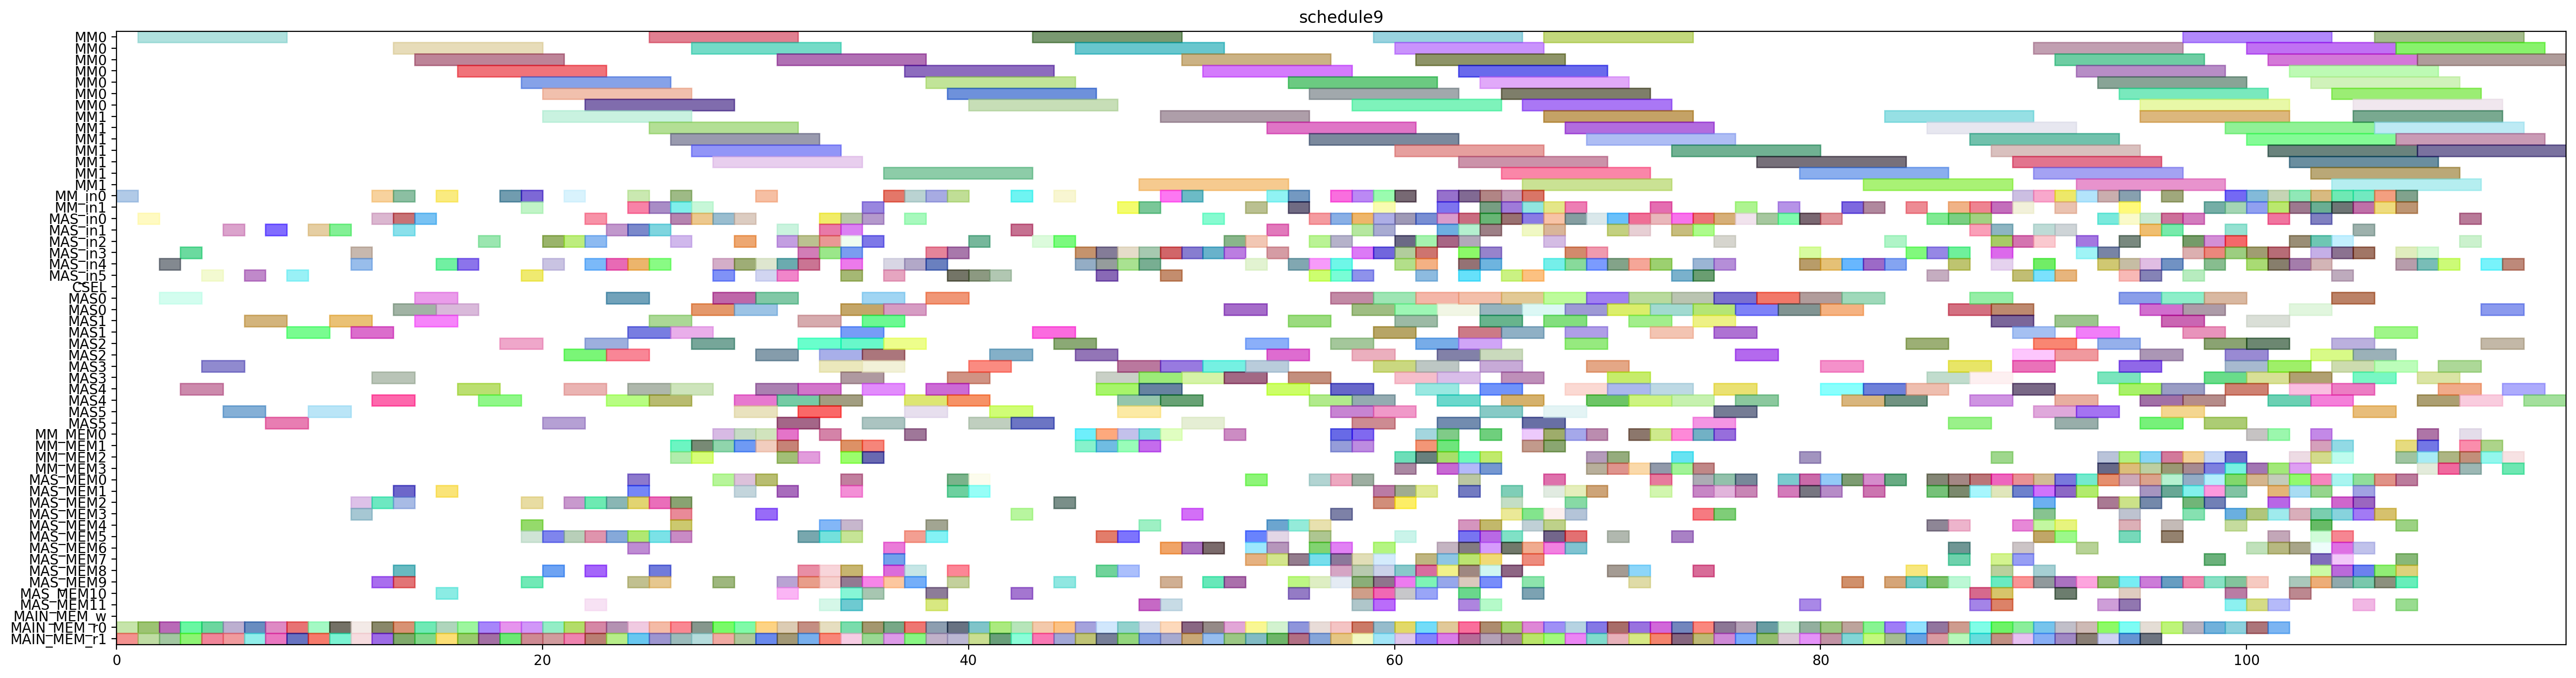 schedule9
MM0
MM0
MM0
MM0
MM0
MM0
MM0
MM1
MM1
MM1
MM1
MM1
MM1
MM1
MM_in0
MM_in1
MAS_in0
MAS_in1
MAS_in2
MAS_in3
MAS_in4
MAS_in5
CSEL
MAS0
MAS0
MAS1
MAS1
MAS2
MAS2
MAS3
MAS3
MAS4
MAS4
MAS5
MAS5
MM_MEM0
MM_MEM1
MM_MEM2
MM_MEM3
MAS_MEM0
MAS_MEM1
MAS_MEM2
MAS_MEM3
MAS_MEM4
MAS_MEM5
MAS_MEM6
MAS_MEM7
MAS_MEM8
MAS_MEM9
MAS_MEM10
MAS_MEM11
MAIN_MEM_w
MAIN_MEM_r0
MAIN_MEM_r1
0 20 40 60 80 100